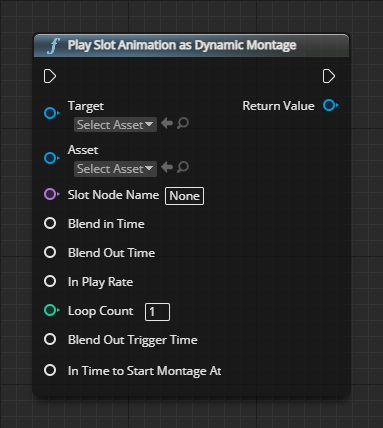 f Play Slot Animation as Dynamic Montage
Target Return Value
Select Asset
Asset
Select Asset
Slot Node Name None
Blend in Time
Blend Out Time
In Play Rate
Loop Count 1
Blend Out Trigger Time
In Time to Start Montage At